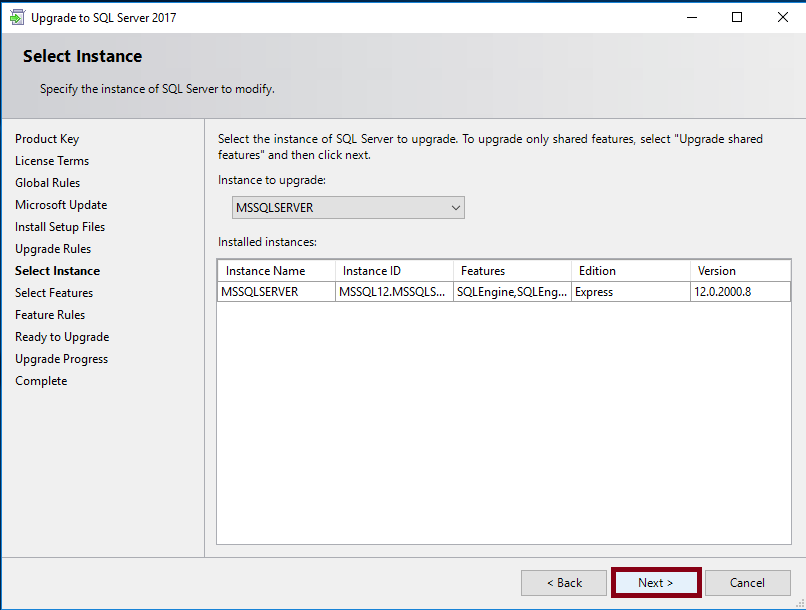 Upgrade to SQL Server 2017
Select Instance
Specify the instance of SQL Server to modify.
Product Key
License Terms
Global Rules
Microsoft Update
Install Setup Files
Upgrade Rules
Select Instance
Select Features
Feature Rules
Ready to Upgrade
Upgrade Progress
Complete
Select the instance of SQL Server to upgrade. To upgrade only shared features, select "Upgrade shared
features" and then click next.
Instance to upgrade:
MSSQLSERVER
Installed instances:
Instance Name Instance ID Features Edition Version
MSSQLSERVER MSSQL12.MSSQLS... SQLEngine,SQLEng... Express 12.0.2000.8
< Back Next > Cancel